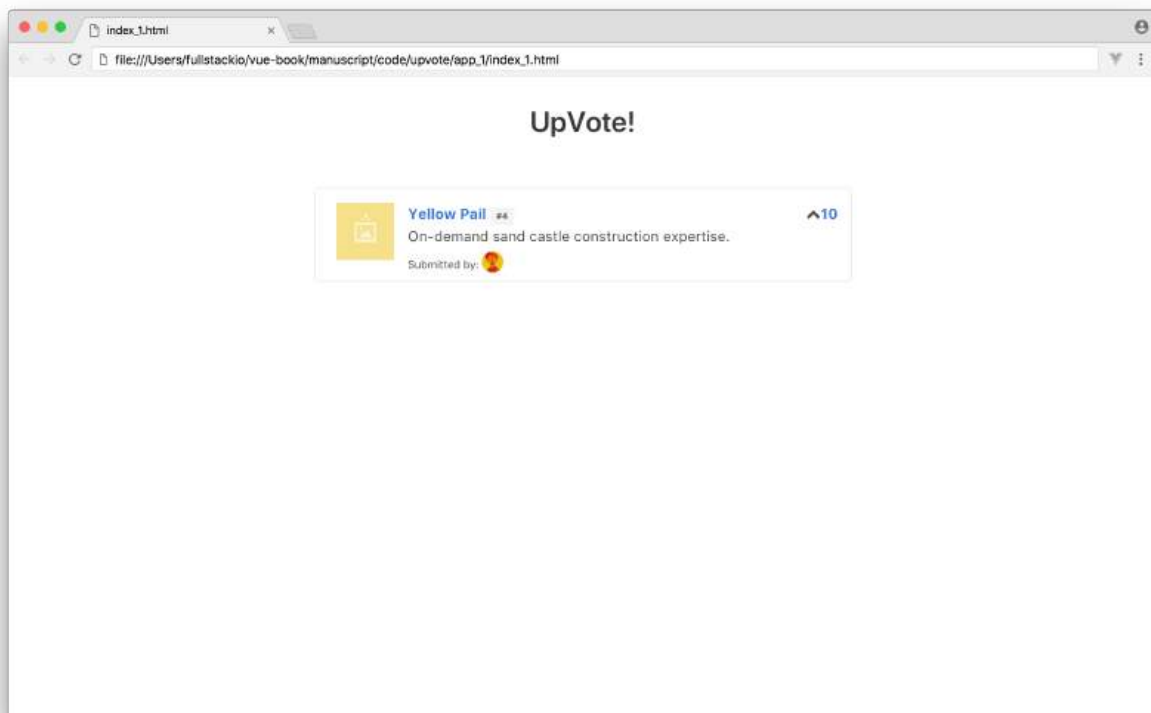 index_1.html
file:///Users/fullstackio/vue-book/manuscript/code/upvote/app_1/index_1.html
UpVote!
Yellow Pail #4 10
On-demand sand castle construction expertise.
Submitted by: